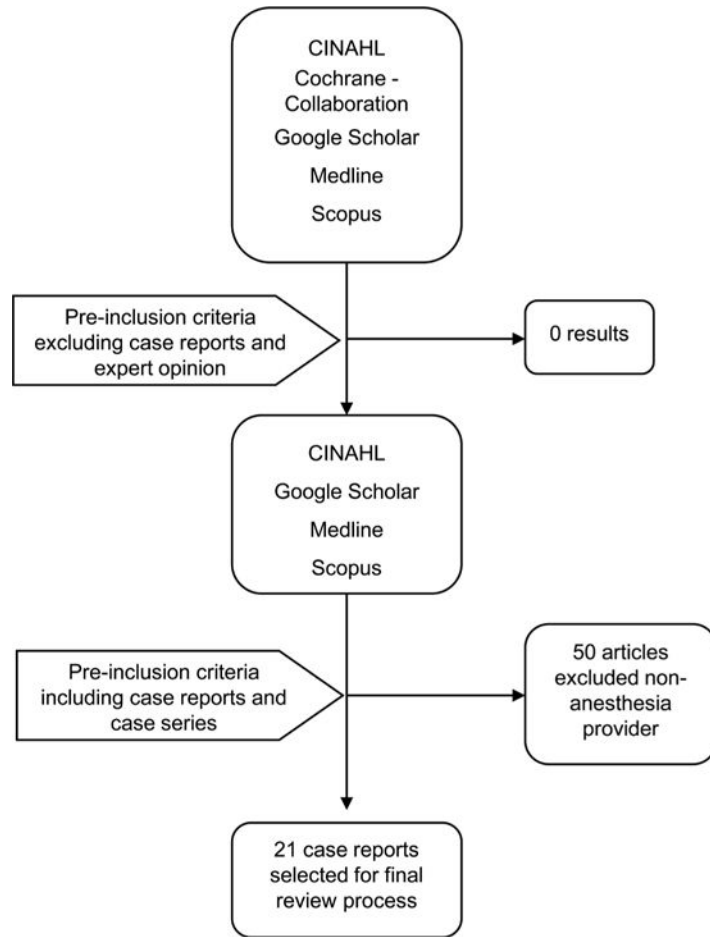 CINAHL
Cochrane -
Collaboration
Google Scholar
Medline
Scopus
Pre-inclusion criteria
excluding case reports and
expert opinion
0 results
CINAHL
Google Scholar
Medline
Scopus
Pre-inclusion criteria
including case reports and
case series
50 articles
excluded non-
anesthesia
provider
21 case reports
selected for final
review process